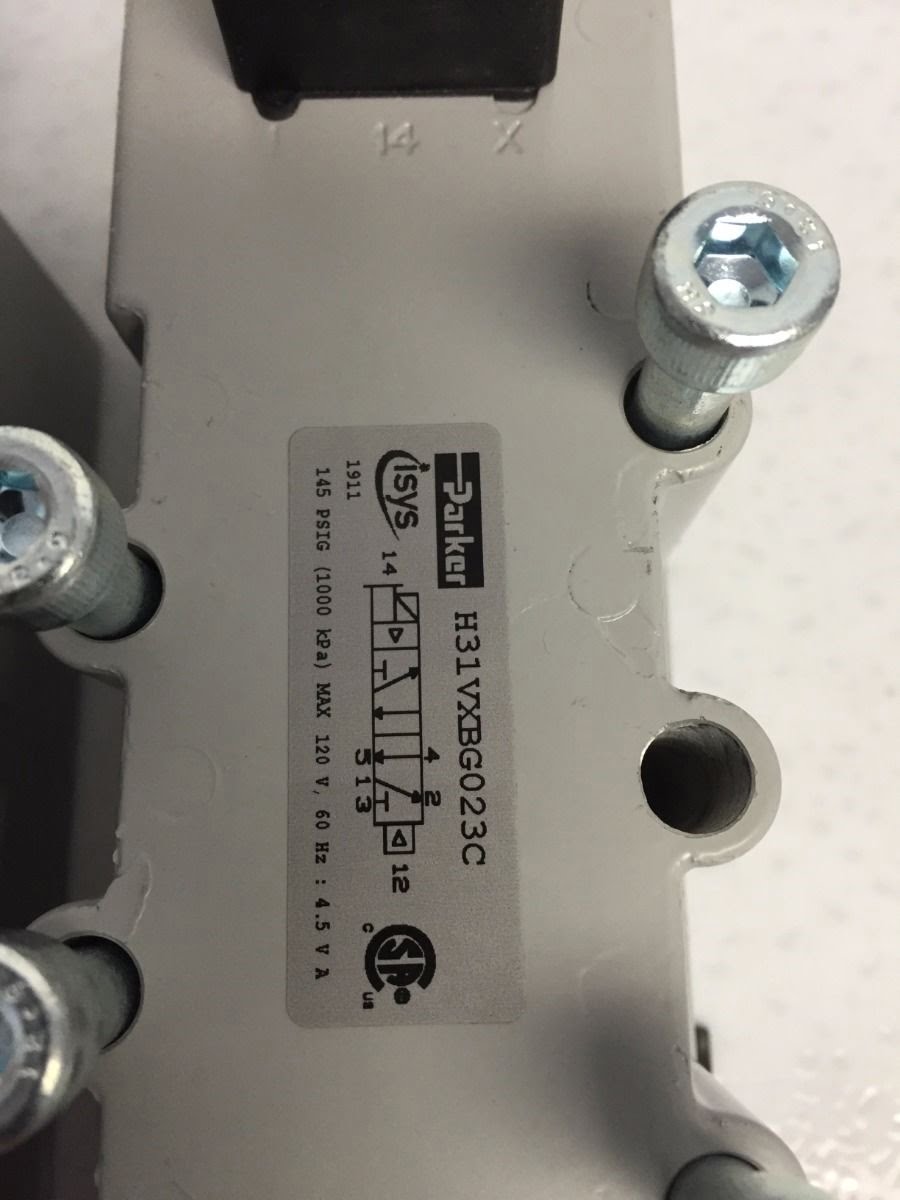 14 X
Parker H31VXBG023C
isys
14 4 2 12
5 1 3
1911
145 PSIG (1000 kPa) MAX 120 V, 60 Hz : 4.5 V A
C US